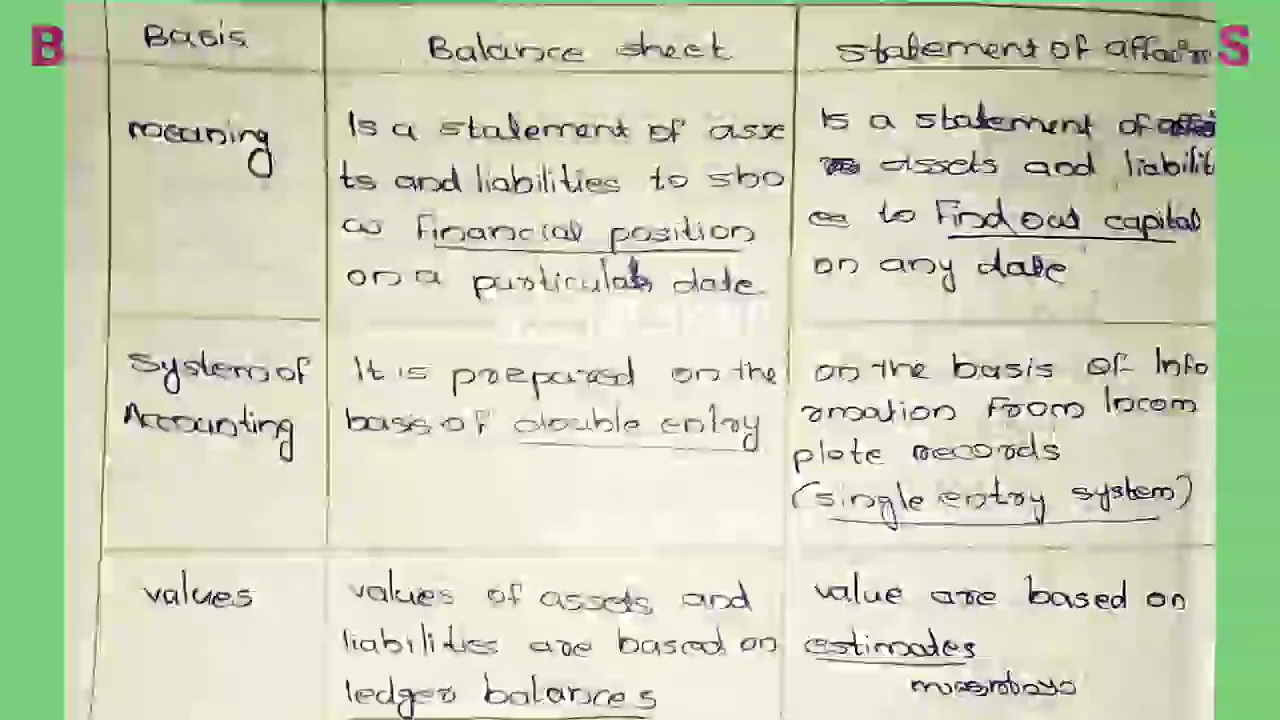 B
S
Basis
Balance sheet
statement of affairs
meaning
Is a statement of asse
ts and liabilities to sho
w financial position
on a particular date
Is a statement of
assets and liabilit
es to Find out capital
on any date
System of
Accounting
It is prepared on the
basis of double entry
on the basis of Info
rmation From Incom
plete records
(single entry system)
values
values of assets and
liabilities are based on
ledger balances
value are based on
estimates